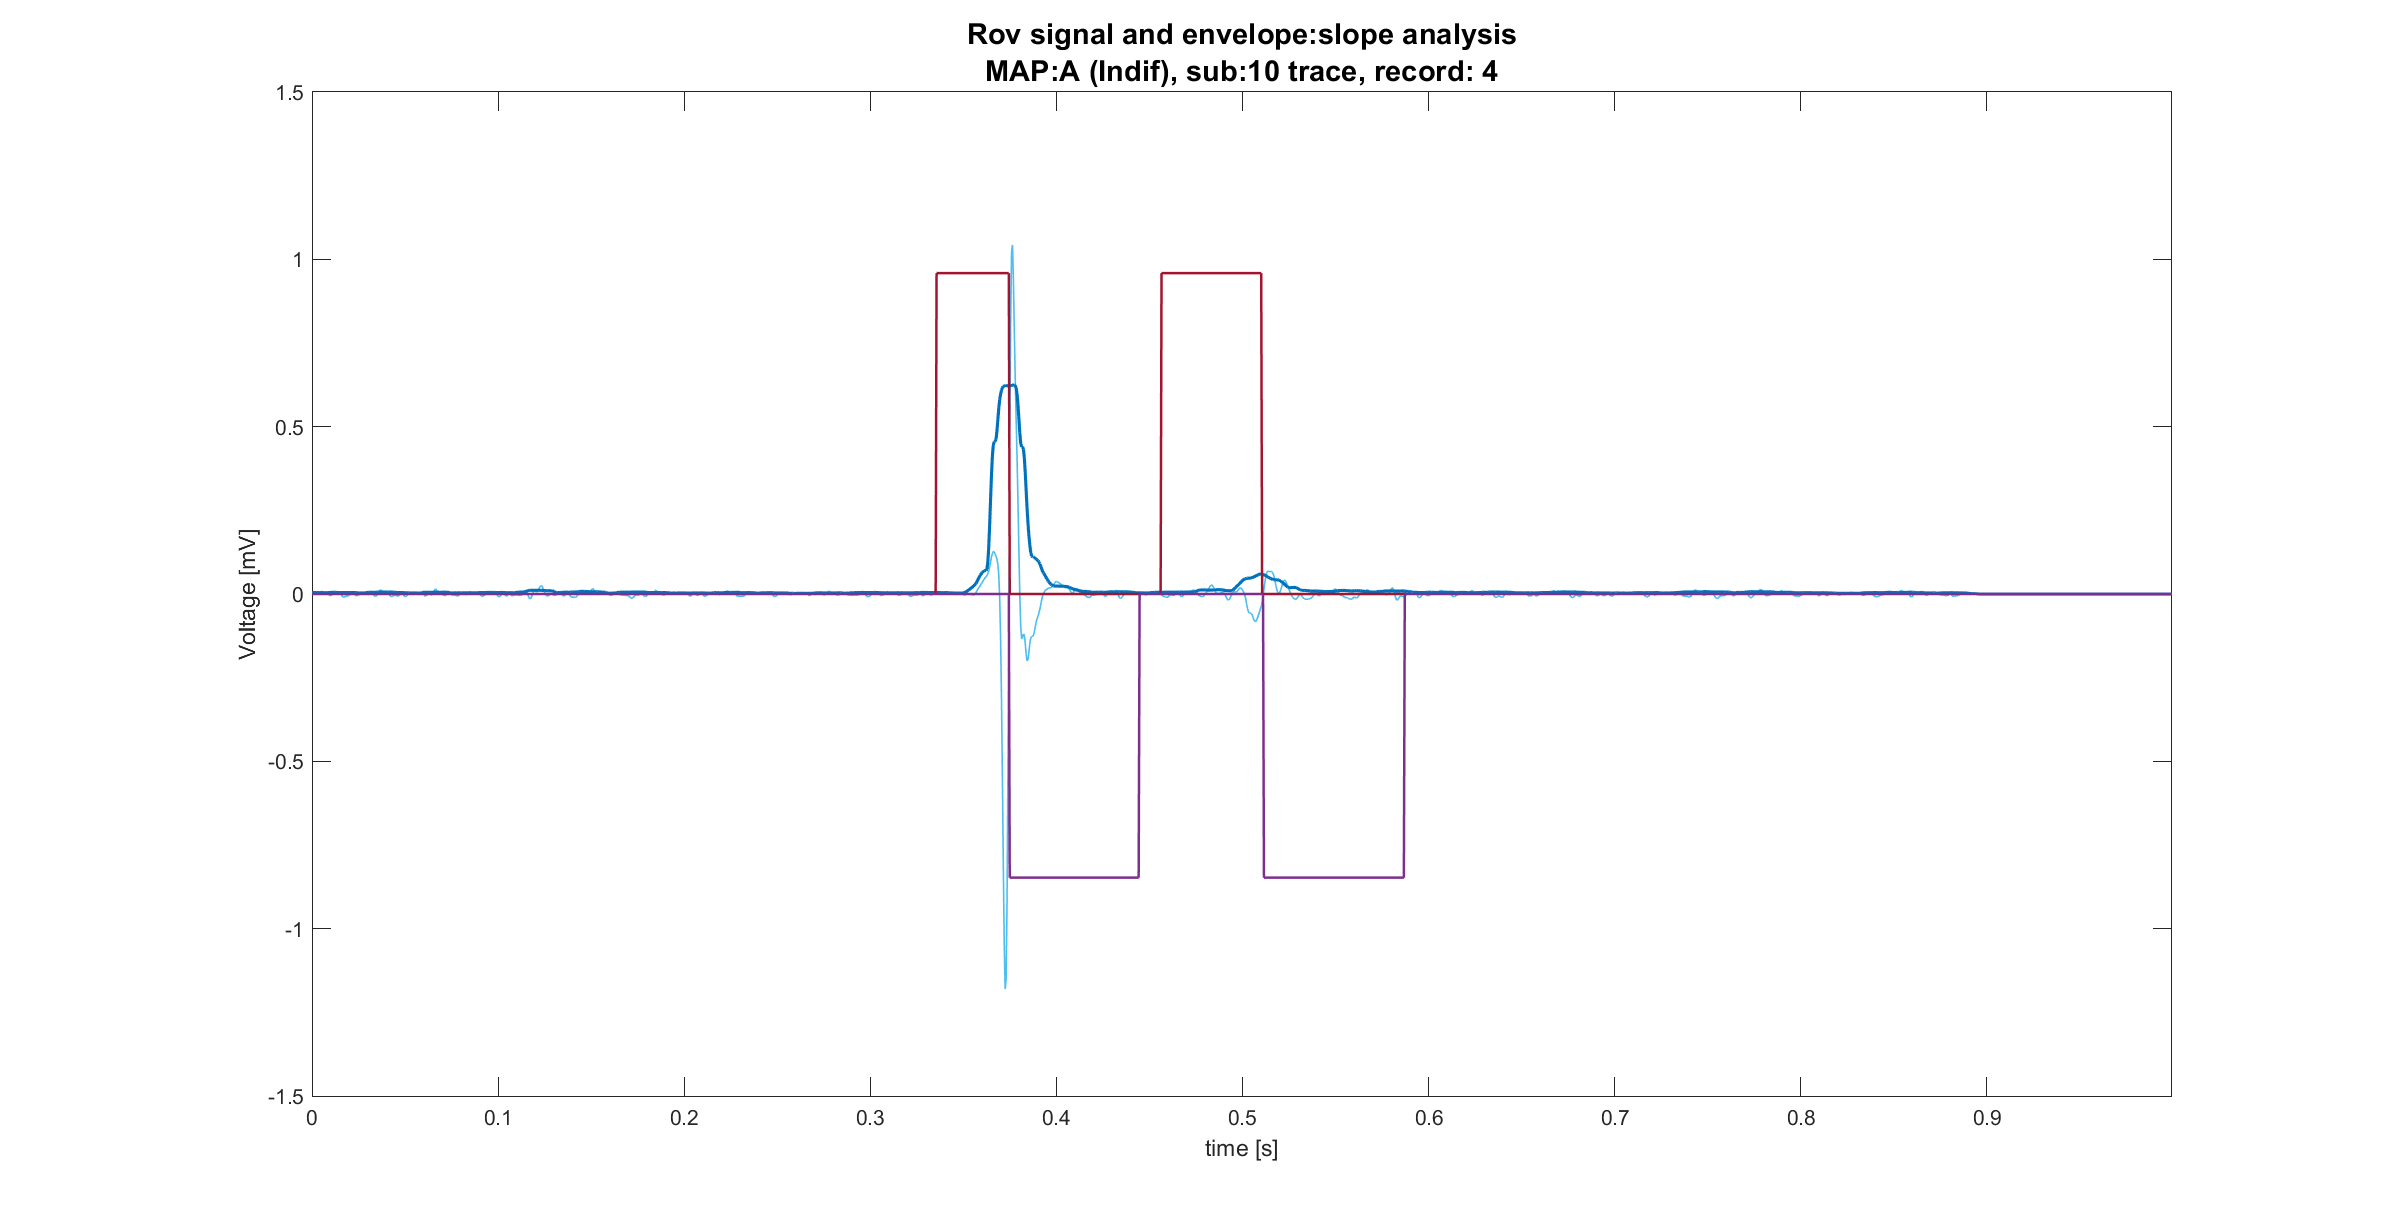 Rov signal and envelope:slope analysis
MAP:A (Indif), sub:10 trace, record: 4
1.5
1
0.5
0
-0.5
-1
-1.5
Voltage [mV]
0 0.1 0.2 0.3 0.4 0.5 0.6 0.7 0.8 0.9
time [s]